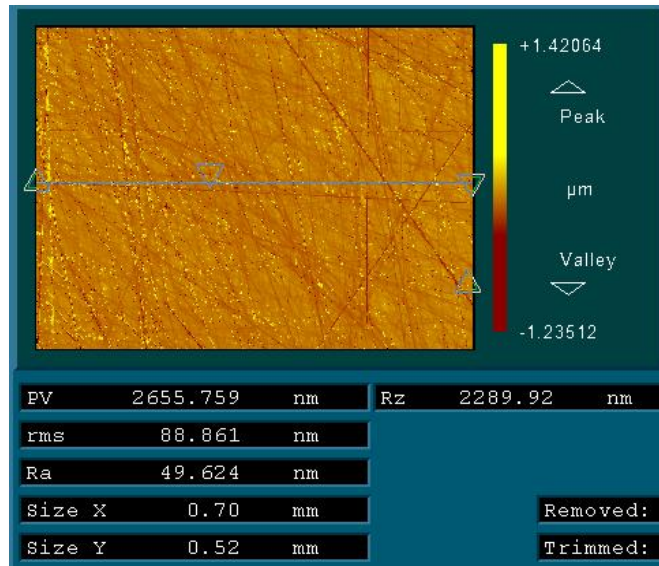 +1.42064
Peak
µm
Valley
-1.23512
PV 2655.759 nm Rz 2289.92 nm
rms 88.861 nm
Ra 49.624 nm
Size X 0.70 mm Removed:
Size Y 0.52 mm Trimmed: